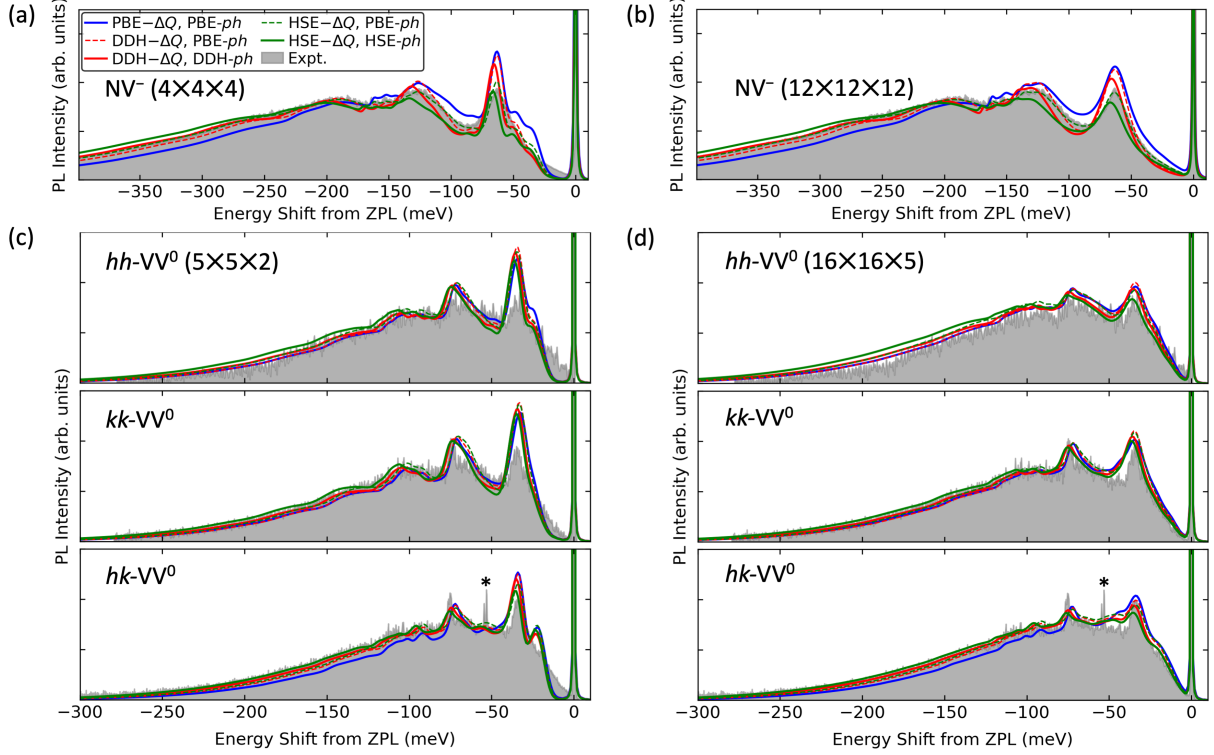 (a)
PBE−ΔQ, PBE-ph
DDH−ΔQ, PBE-ph
DDH−ΔQ, DDH-ph
HSE−ΔQ, PBE-ph
HSE−ΔQ, HSE-ph
Expt.
NV⁻ (4✕4✕4)
PL Intensity (arb. units)
−350 −300 −250 −200 −150 −100 −50 0
Energy Shift from ZPL (meV)
(b)
NV⁻ (12✕12✕12)
PL Intensity (arb. units)
−350 −300 −250 −200 −150 −100 −50 0
Energy Shift from ZPL (meV)
(c)
hh-VV⁰ (5✕5✕2)
kk-VV⁰
hk-VV⁰
*
PL Intensity (arb. units)
−300 −250 −200 −150 −100 −50 0
Energy Shift from ZPL (meV)
(d)
hh-VV⁰ (16✕16✕5)
kk-VV⁰
hk-VV⁰
*
PL Intensity (arb. units)
−300 −250 −200 −150 −100 −50 0
Energy Shift from ZPL (meV)